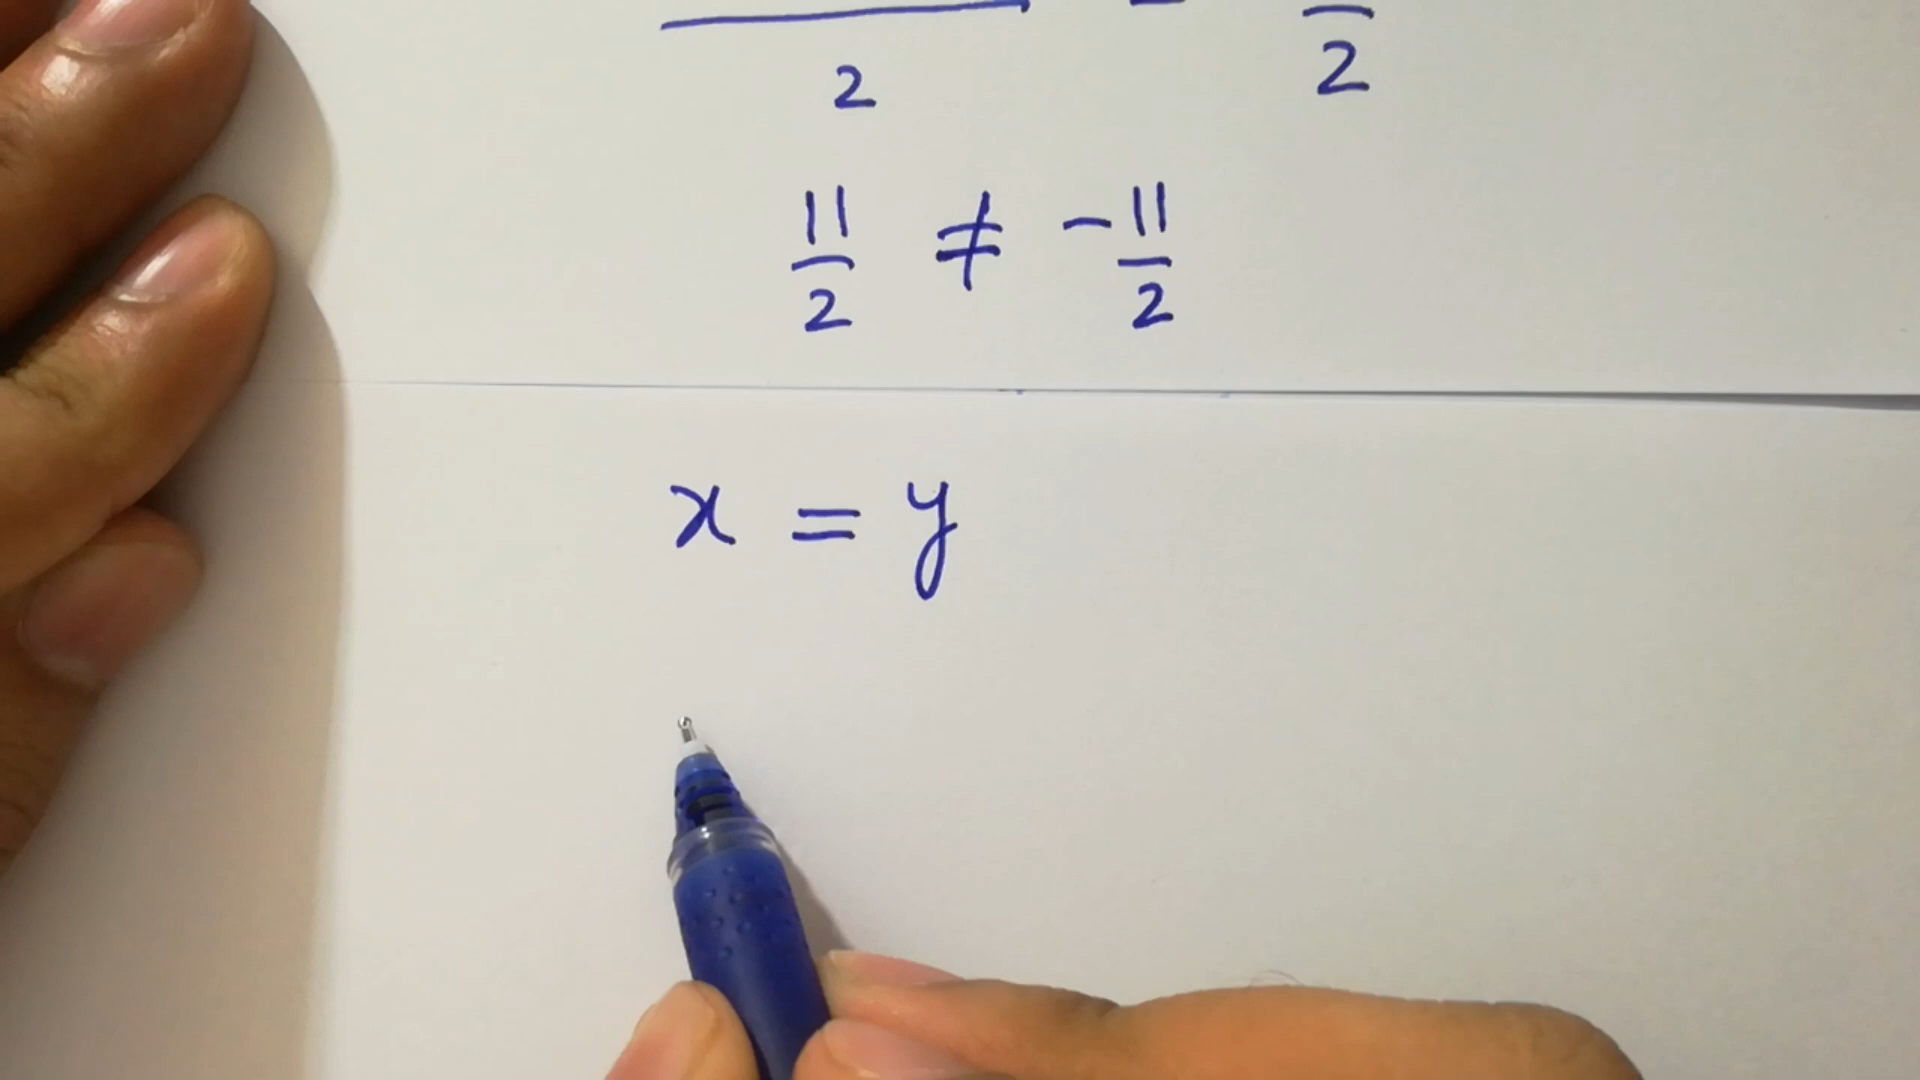 2 2
11/2 ≠ -11/2
x = y